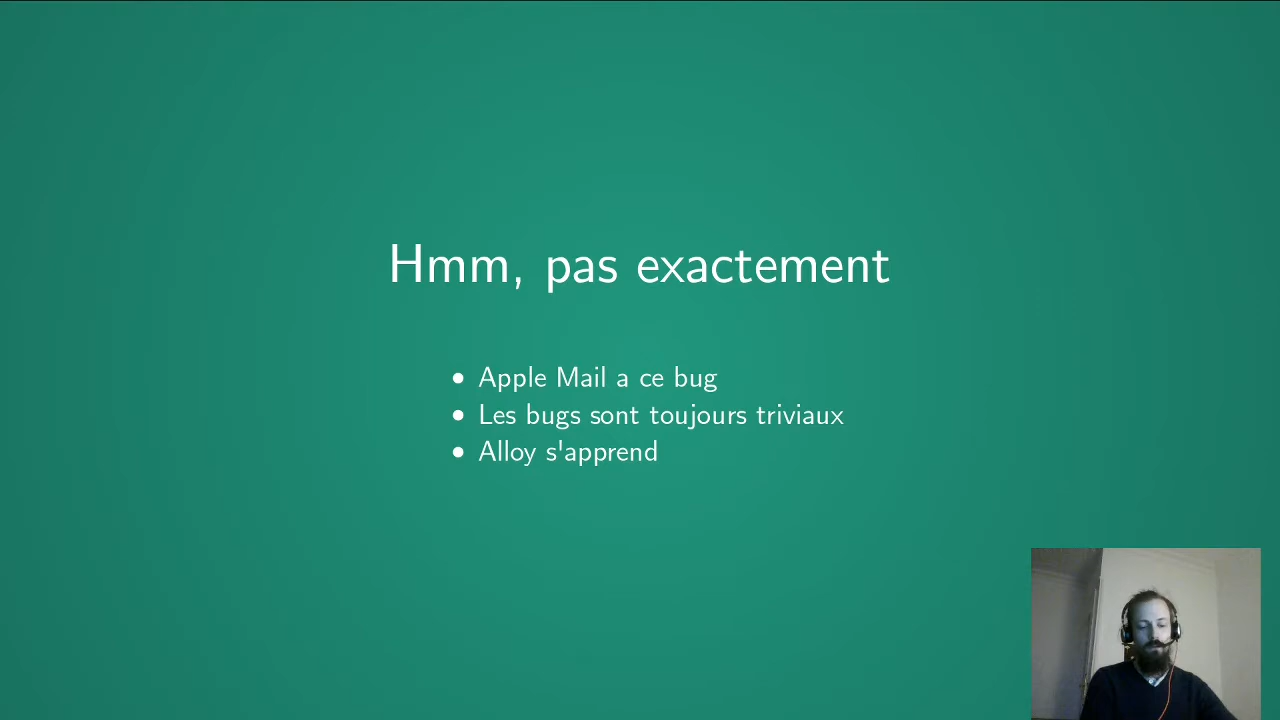 Hmm, pas exactement
• Apple Mail a ce bug
• Les bugs sont toujours triviaux
• Alloy s'apprend